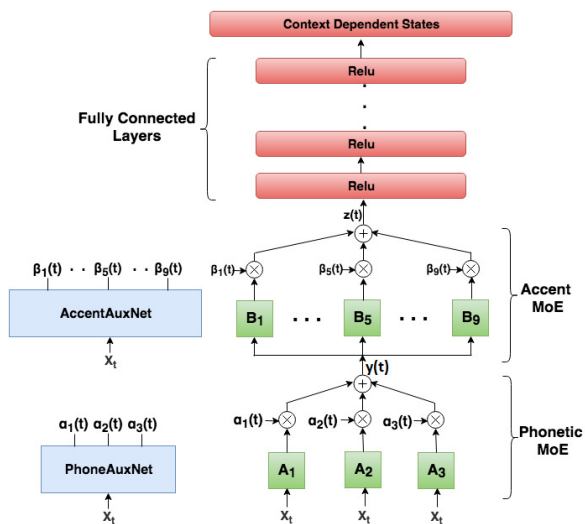 Context Dependent States
Relu
.
.
.
Fully Connected
Layers
Relu
Relu
z(t)
β1(t) · · β5(t) · · β9(t)
β1(t)
β5(t)
β9(t)
AccentAuxNet
B1 · · · B5 · · · B9
Accent
MoE
Xt
y(t)
α1(t) α2(t) α3(t)
α1(t)
α2(t)
α3(t)
PhoneAuxNet
A1
A2
A3
Phonetic
MoE
Xt
Xt
Xt
Xt